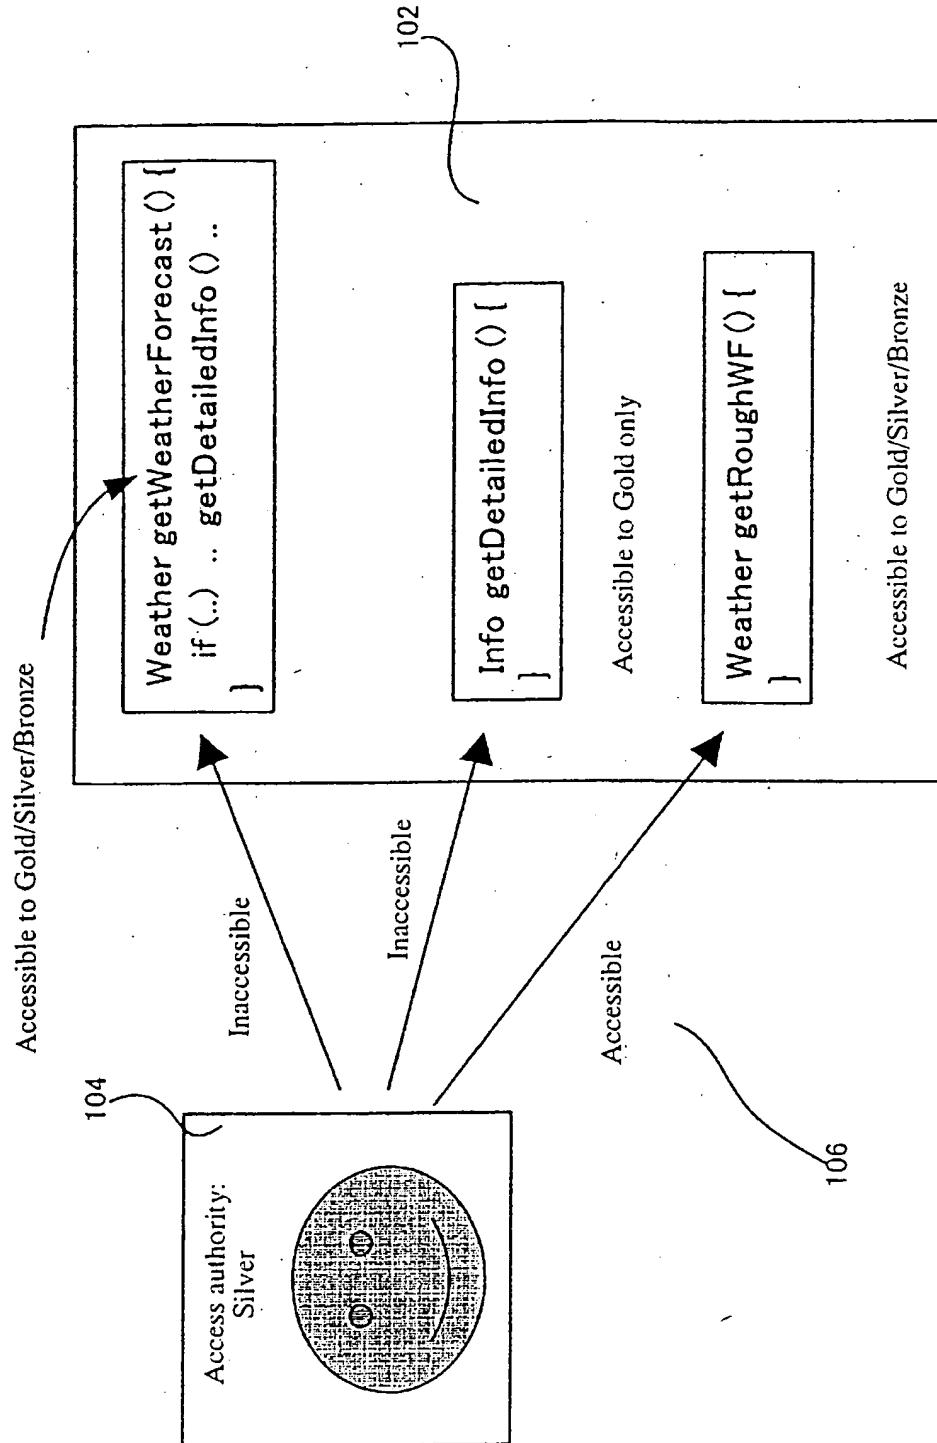 Accessible to Gold/Silver/Bronze
104
Access authority:
Silver
Inaccessible
Weather getWeatherForecast () {
if (..) .. getDetailedInfo () ..
}
102
Inaccessible
Info getDetailedInfo () {
}
Accessible to Gold only
Accessible
Weather getRoughWF () {
}
Accessible to Gold/Silver/Bronze
106